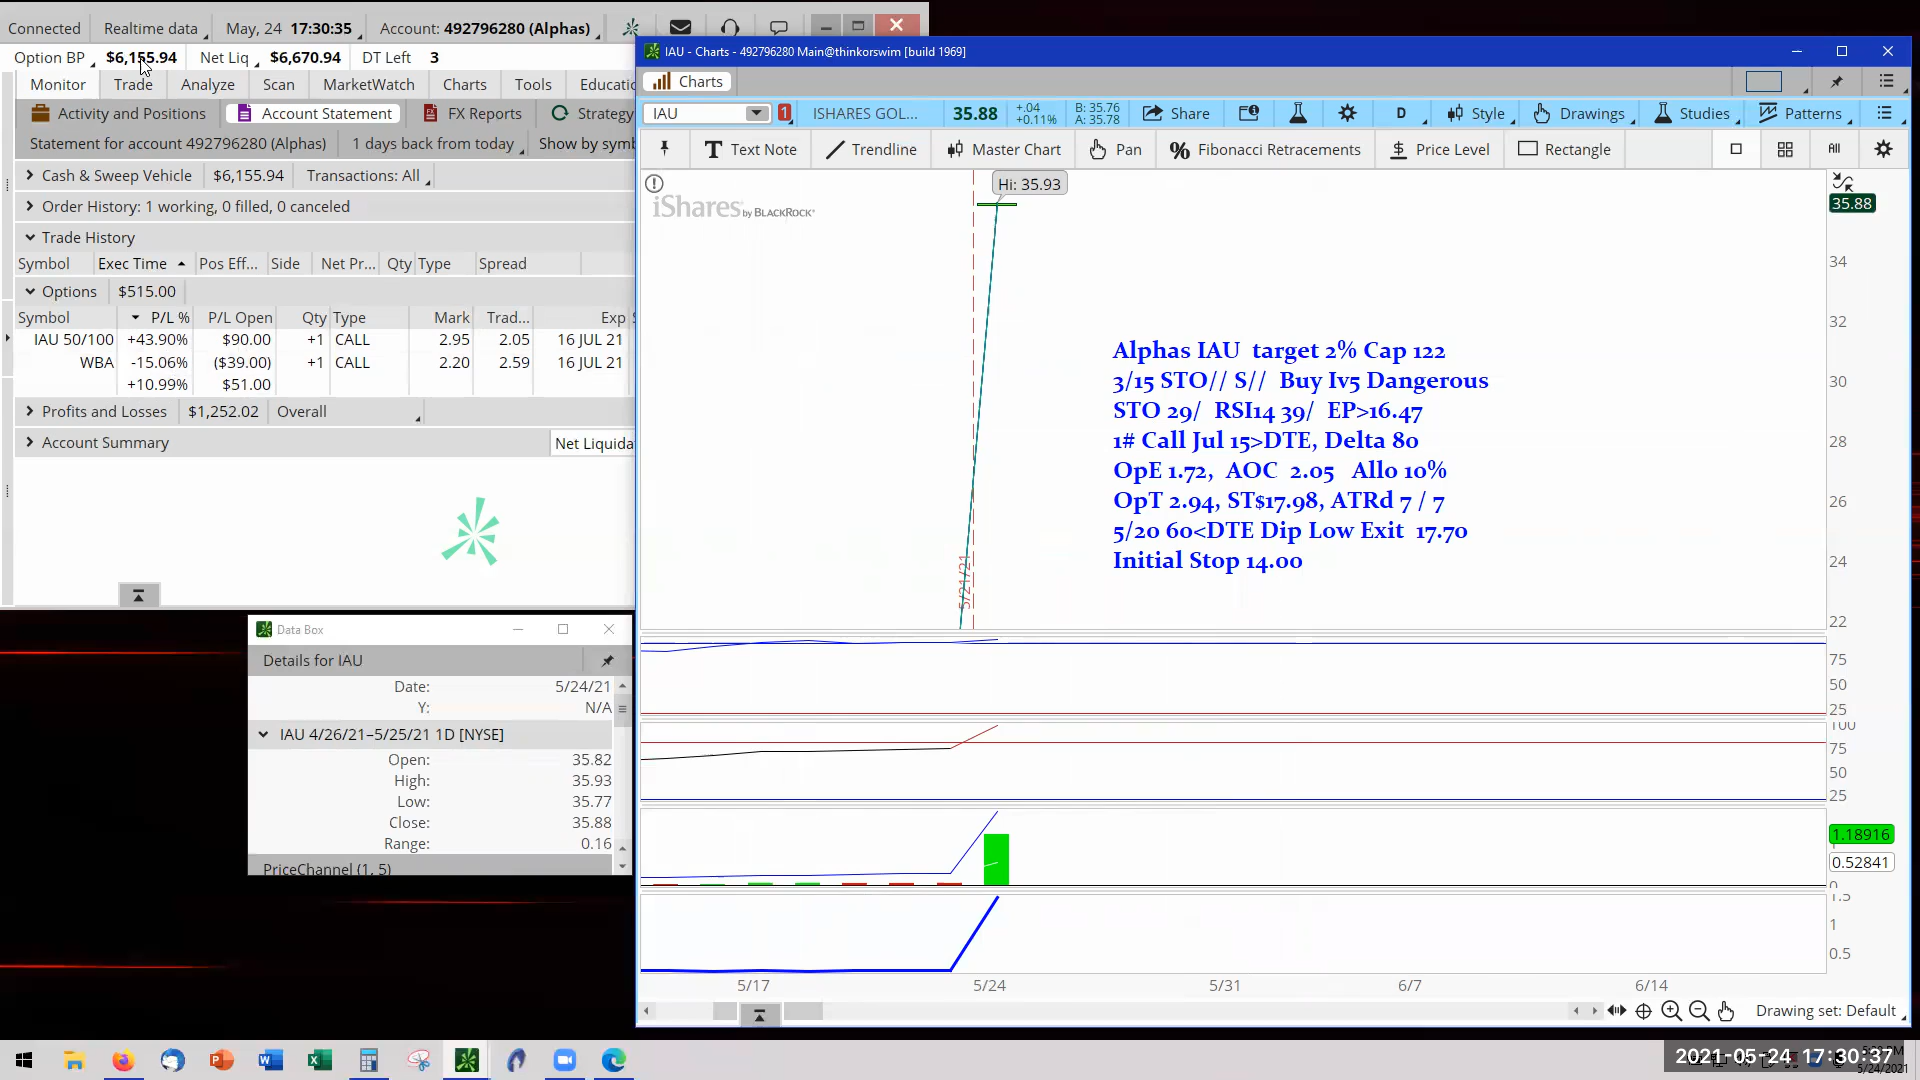 Connected Realtime data May, 24 17:30:35 Account: 492796280 (Alphas)
Option BP $6,155.94 Net Liq $6,670.94 DT Left 3
Monitor Trade Analyze Scan MarketWatch Charts Tools Educatio
Activity and Positions Account Statement FX Reports Strategy
Statement for account 492796280 (Alphas) 1 days back from today Show by symb
Cash & Sweep Vehicle $6,155.94 Transactions: All
Order History: 1 working, 0 filled, 0 canceled
Trade History
Symbol Exec Time Pos Eff... Side Net Pr... Qty Type Spread
Options $515.00
Symbol P/L % P/L Open Qty Type Mark Trad... Exp S
IAU 50/100 +43.90% $90.00 +1 CALL 2.95 2.05 16 JUL 21
WBA -15.06% ($39.00) +1 CALL 2.20 2.59 16 JUL 21
+10.99% $51.00
Profits and Losses $1,252.02 Overall
Account Summary Net Liquida
Data Box
Details for IAU
Date: 5/24/21
Y: N/A
IAU 4/26/21–5/25/21 1D [NYSE]
Open: 35.82
High: 35.93
Low: 35.77
Close: 35.88
Range: 0.16
PriceChannel (1, 5)
IAU - Charts - 492796280 Main@thinkorswim [build 1969]
Charts
IAU 1 ISHARES GOL... 35.88 +.04 +0.11% B: 35.76 A: 35.78 Share D Style Drawings Studies Patterns
Text Note Trendline Master Chart Pan Fibonacci Retracements Price Level Rectangle All
iShares by BLACKROCK®
Hi: 35.93
35.88
34
32
30
28
26
24
22
5/21/21
Alphas IAU target 2% Cap 122
3/15 STO// S// Buy Iv5 Dangerous
STO 29/ RSI14 39/ EP>16.47
1# Call Jul 15>DTE, Delta 80
OpE 1.72, AOC 2.05 Allo 10%
OpT 2.94, ST$17.98, ATRd 7 / 7
5/20 60<DTE Dip Low Exit 17.70
Initial Stop 14.00
75
50
25
100
75
50
25
1.18916
0.52841
0
1.5
1
0.5
5/17 5/24 5/31 6/7 6/14
Drawing set: Default
2021-05-24 17:30:37
5/24/2021